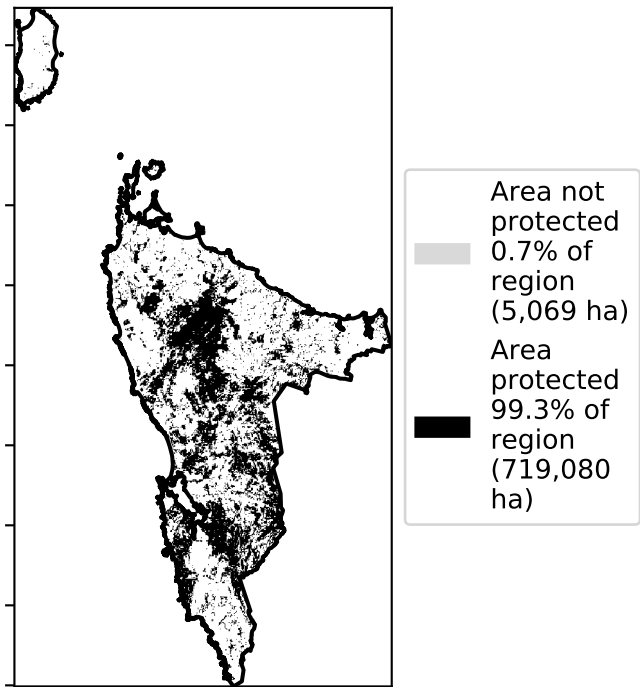 Area not
protected
0.7% of
region
(5,069 ha)
Area
protected
99.3% of
region
(719,080
ha)